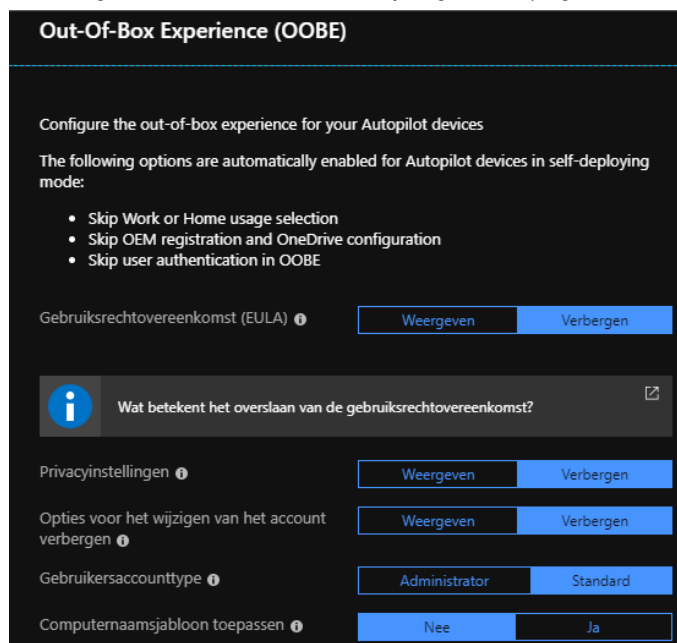 Out-Of-Box Experience (OOBE)
Configure the out-of-box experience for your Autopilot devices
The following options are automatically enabled for Autopilot devices in self-deploying
mode:
• Skip Work or Home usage selection
• Skip OEM registration and OneDrive configuration
• Skip user authentication in OOBE
Gebruiksrechtovereenkomst (EULA) Weergeven Verbergen
Wat betekent het overslaan van de gebruiksrechtovereenkomst?
Privacyinstellingen Weergeven Verbergen
Opties voor het wijzigen van het account
verbergen Weergeven Verbergen
Gebruikersaccounttype Administrator Standard
Computernaamsjabloon toepassen Nee Ja